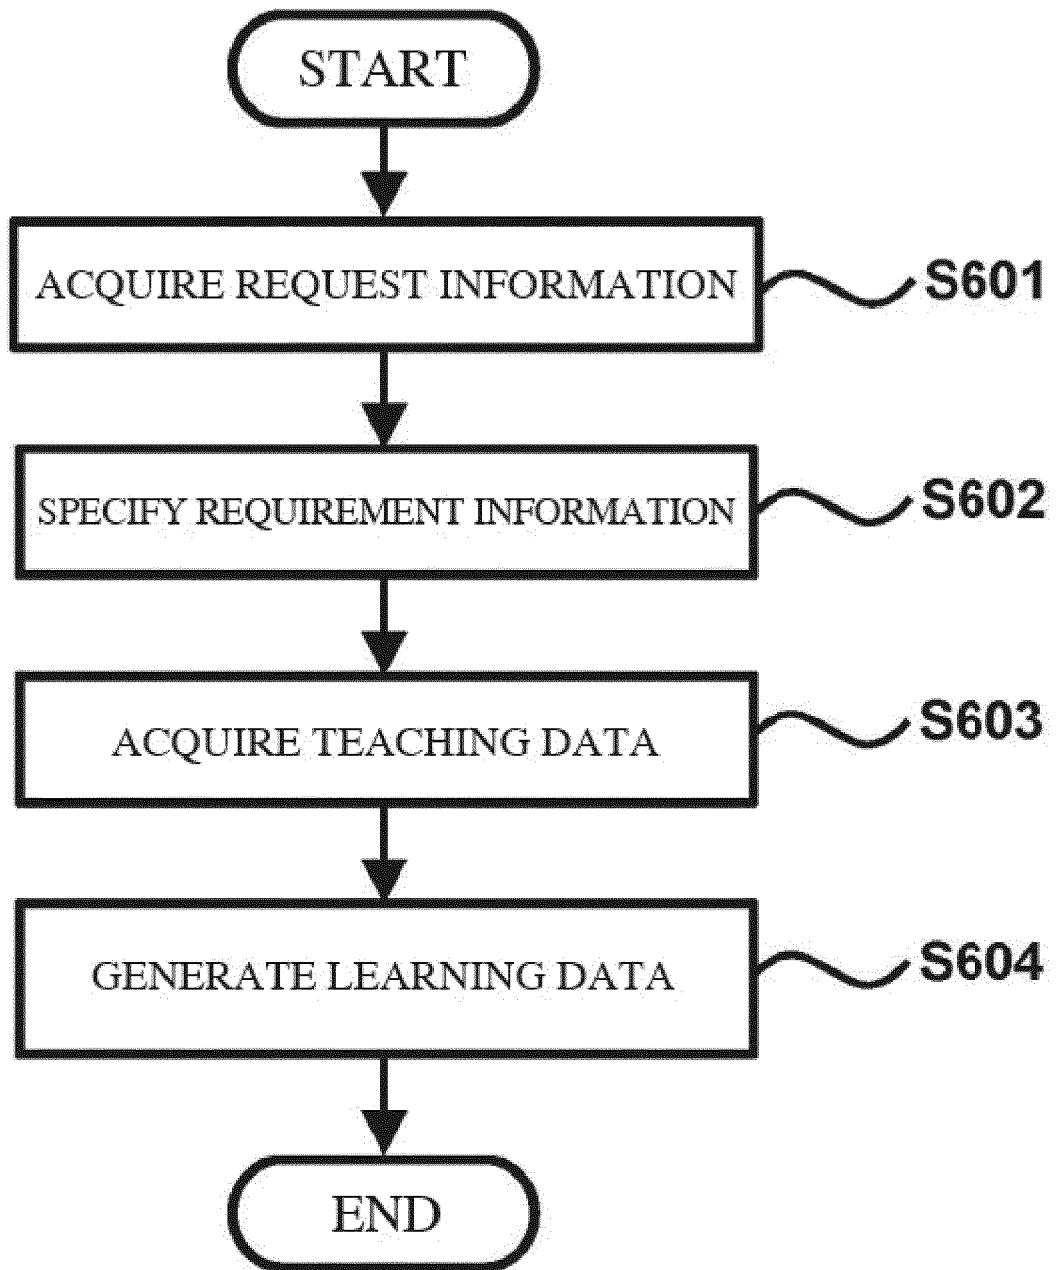 START
ACQUIRE REQUEST INFORMATION
S601
SPECIFY REQUIREMENT INFORMATION
S602
ACQUIRE TEACHING DATA
S603
GENERATE LEARNING DATA
S604
END